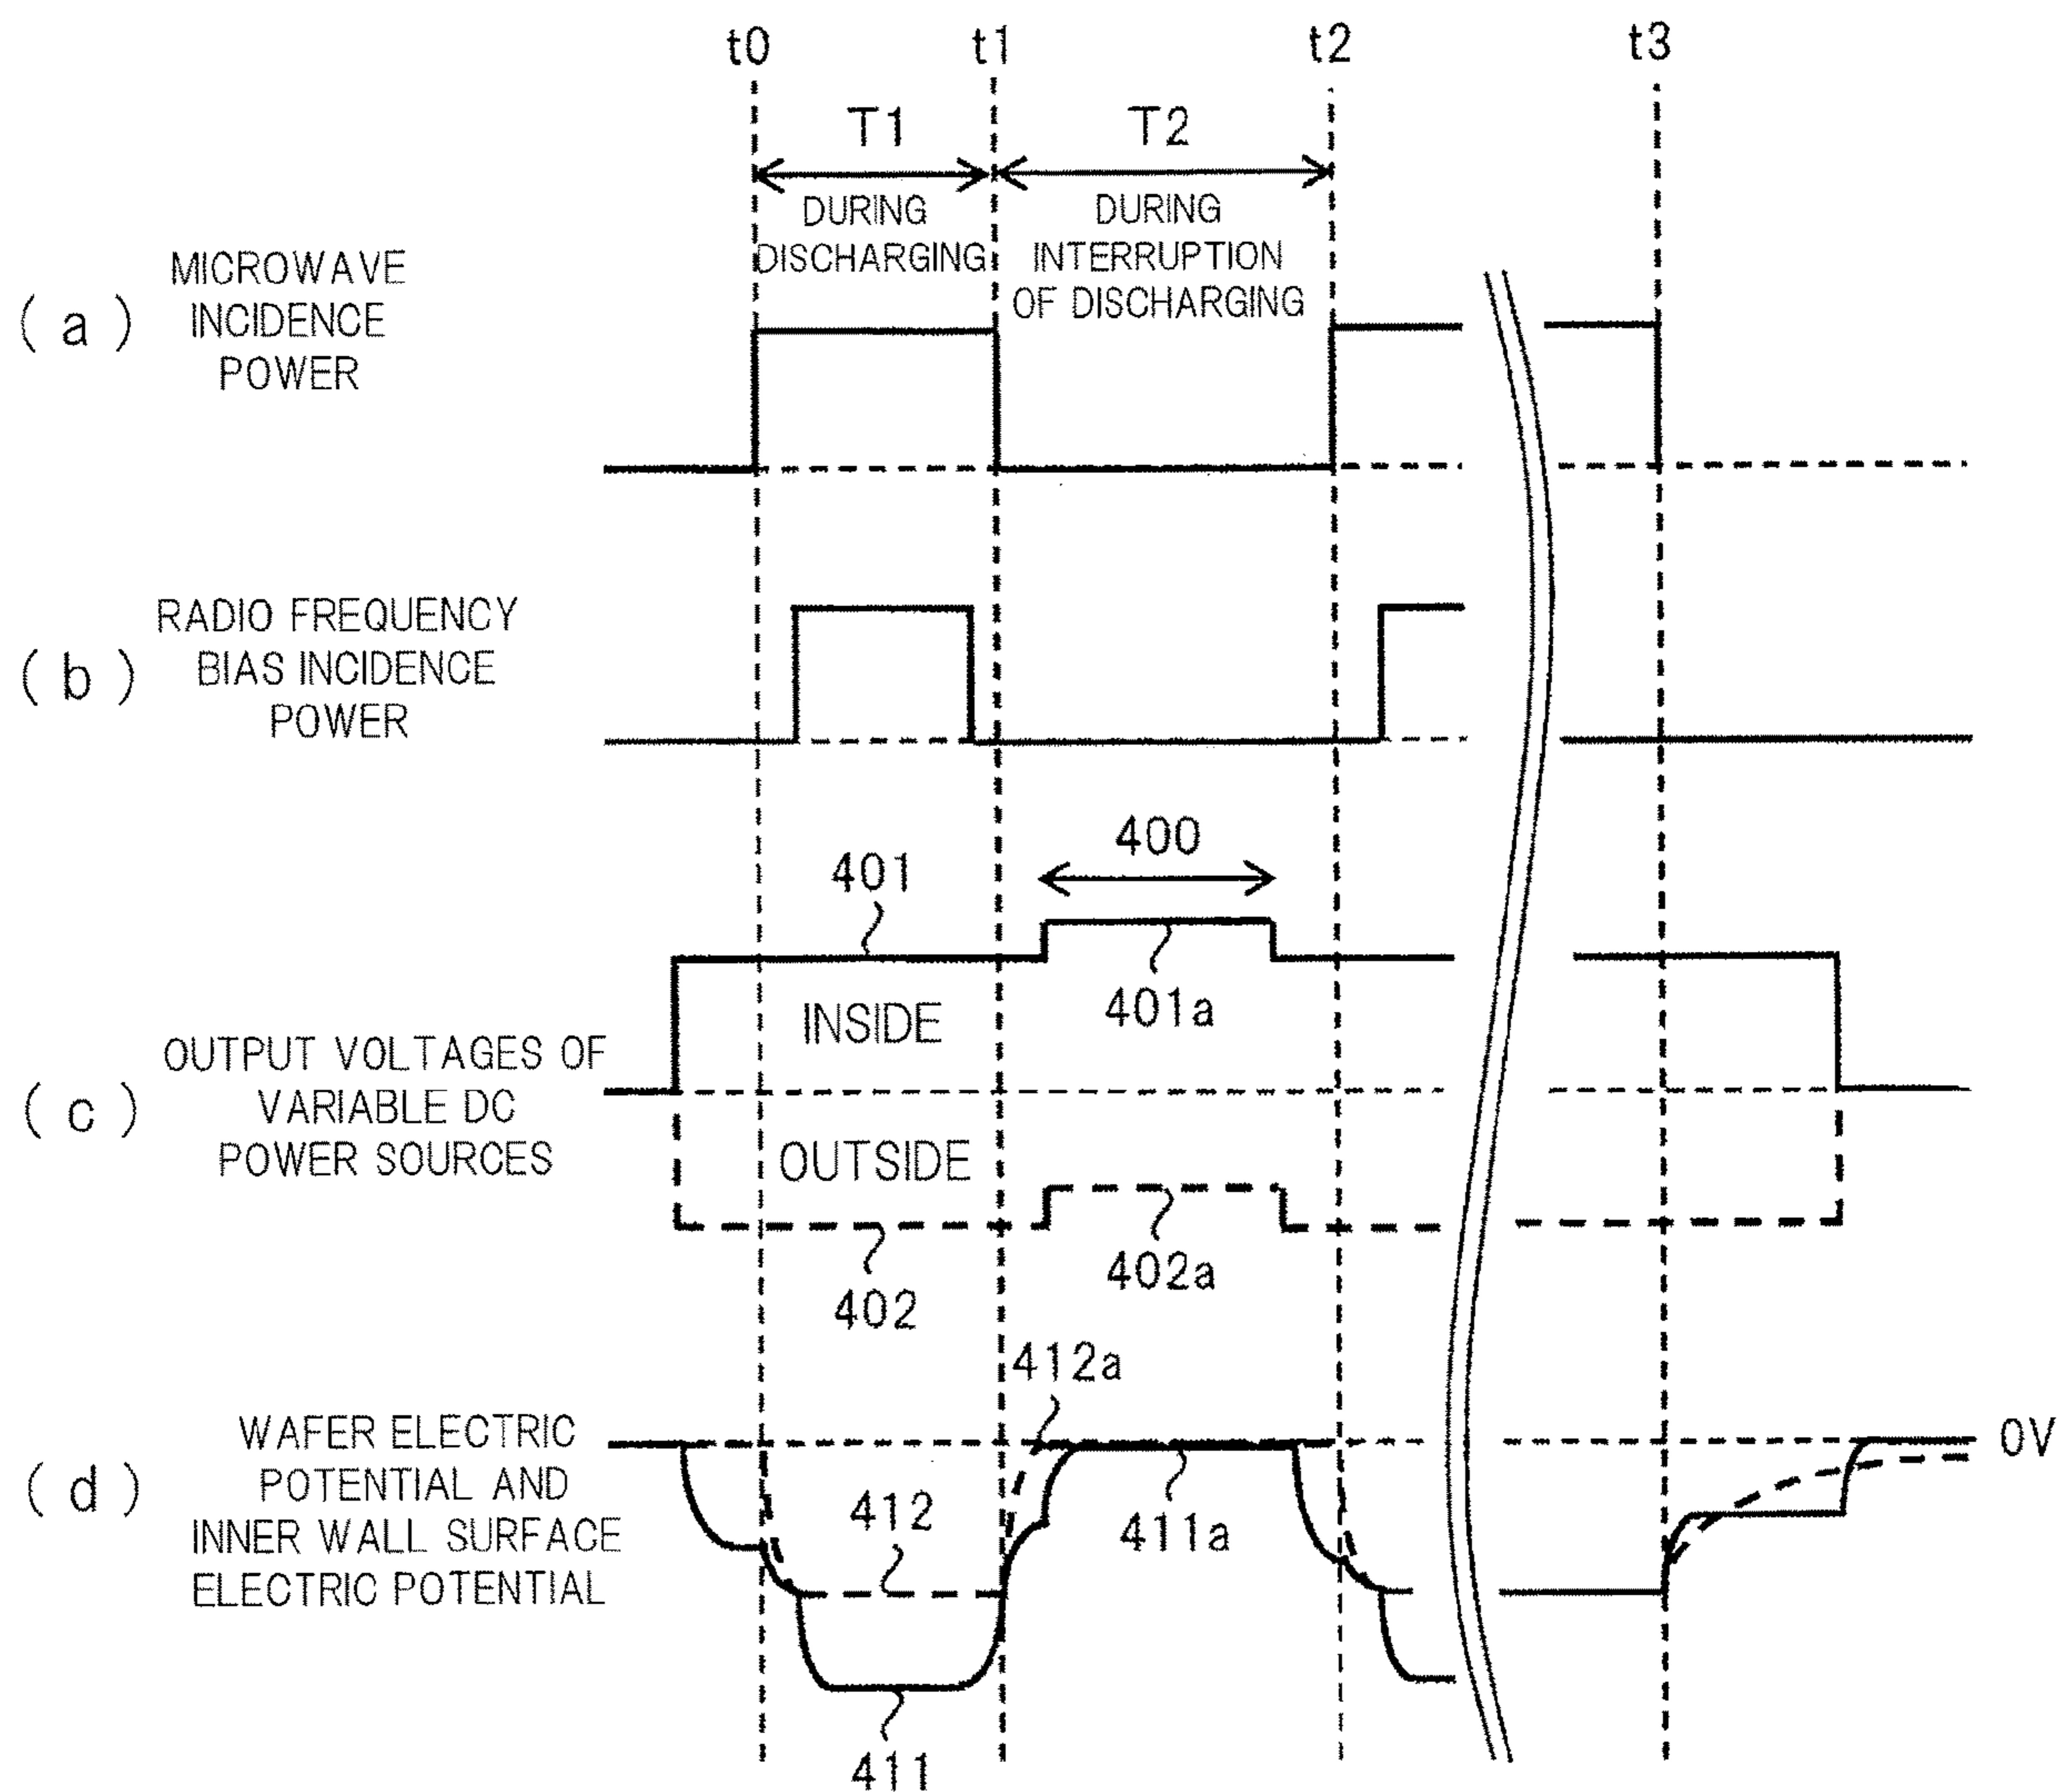 t0
t1
t2
t3
T1
T2
DURING
DISCHARGING
DURING
INTERRUPTION
OF DISCHARGING
(a)
MICROWAVE
INCIDENCE
POWER
(b)
RADIO FREQUENCY
BIAS INCIDENCE
POWER
400
401
401a
INSIDE
(c)
OUTPUT VOLTAGES OF
VARIABLE DC
POWER SOURCES
OUTSIDE
402
402a
412a
(d)
WAFER ELECTRIC
POTENTIAL AND
INNER WALL SURFACE
ELECTRIC POTENTIAL
0V
412
411a
411